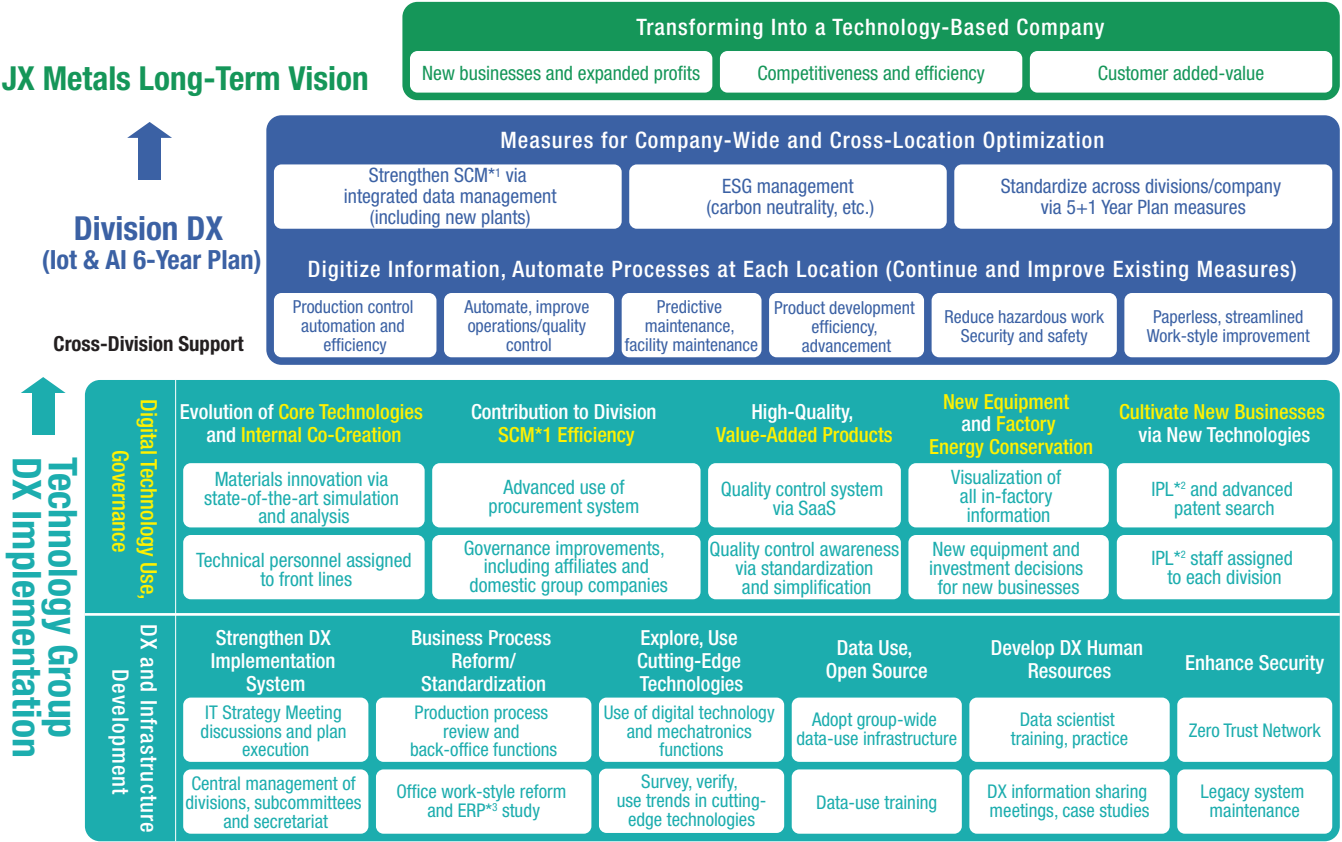 Transforming Into a Technology-Based Company
JX Metals Long-Term Vision
New businesses and expanded profits
Competitiveness and efficiency
Customer added-value
Measures for Company-Wide and Cross-Location Optimization
Strengthen SCM*1 via
integrated data management
(including new plants)
ESG management
(carbon neutrality, etc.)
Standardize across divisions/company
via 5+1 Year Plan measures
Division DX
(Iot & AI 6-Year Plan)
Digitize Information, Automate Processes at Each Location (Continue and Improve Existing Measures)
Production control
automation and
efficiency
Automate, improve
operations/quality
control
Predictive
maintenance,
facility maintenance
Product development
efficiency,
advancement
Reduce hazardous work
Security and safety
Paperless, streamlined
Work-style improvement
Cross-Division Support
Technology Group
DX Implementation
Digital Technology Use,
Governance
Evolution of Core Technologies
and Internal Co-Creation
Contribution to Division
SCM*1 Efficiency
High-Quality,
Value-Added Products
New Equipment
and Factory
Energy Conservation
Cultivate New Businesses
via New Technologies
Materials innovation via
state-of-the-art simulation
and analysis
Advanced use of
procurement system
Quality control system
via SaaS
Visualization of
all in-factory
information
IPL*2 and advanced
patent search
Technical personnel assigned
to front lines
Governance improvements,
including affiliates and
domestic group companies
Quality control awareness
via standardization
and simplification
New equipment and
investment decisions
for new businesses
IPL*2 staff assigned
to each division
DX and Infrastructure
Development
Strengthen DX
Implementation
System
Business Process
Reform/
Standardization
Explore, Use
Cutting-Edge
Technologies
Data Use,
Open Source
Develop DX Human
Resources
Enhance Security
IT Strategy Meeting
discussions and plan
execution
Production process
review and
back-office functions
Use of digital technology
and mechatronics
functions
Adopt group-wide
data-use infrastructure
Data scientist
training, practice
Zero Trust Network
Central management of
divisions, subcommittees
and secretariat
Office work-style reform
and ERP*3 study
Survey, verify,
use trends in cutting-
edge technologies
Data-use training
DX information sharing
meetings, case studies
Legacy system
maintenance